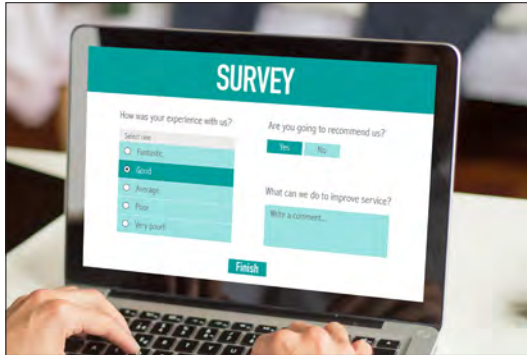 SURVEY
How was your experience with us?
Select one
Fantastic
Good
Average
Poor
Very poor!!
Are you going to recommend us?
Yes
No
What can we do to improve service?
Write a comment...
Finish